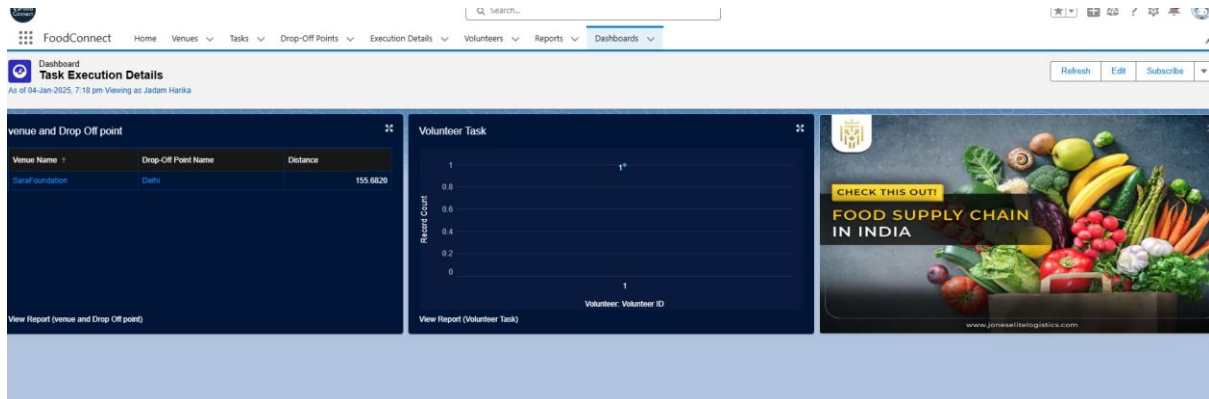 Connect
Search...
FoodConnect Home Venues Tasks Drop-Off Points Execution Details Volunteers Reports Dashboards
Dashboard
Task Execution Details
As of 04-Jan-2025, 7:18 pm·Viewing as Jadam Harika
Refresh Edit Subscribe
venue and Drop Off point
Venue Name ↑ Drop-Off Point Name Distance
SaraFoundation Delhi 155.6820
View Report (venue and Drop Off point)
Volunteer Task
Record Count
1
0.8
0.6
0.4
0.2
0
1
1
Volunteer: Volunteer ID
View Report (Volunteer Task)
CHECK THIS OUT!
FOOD SUPPLY CHAIN
IN INDIA
www.joneselitelogistics.com